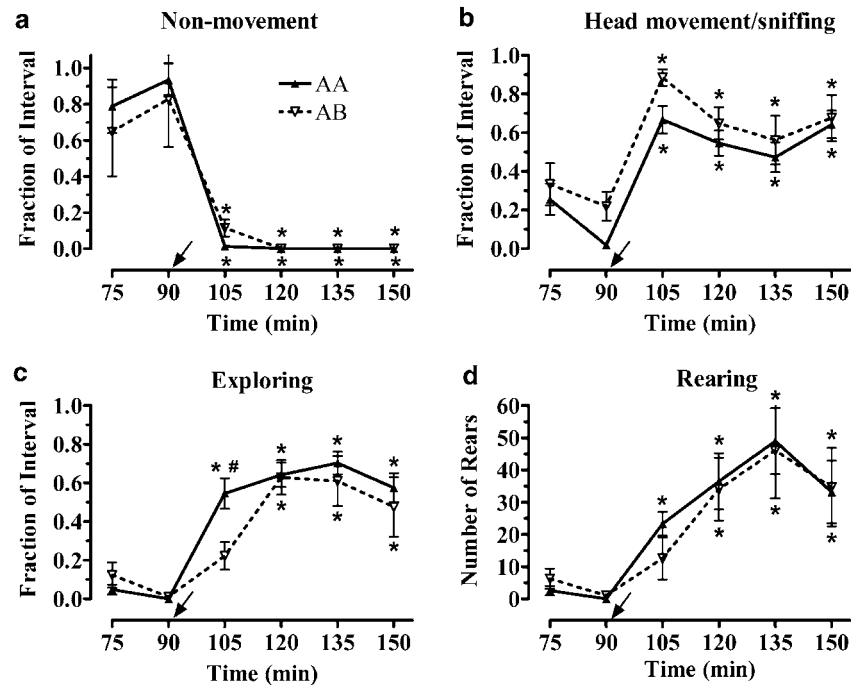 a Non-movement
Fraction of Interval
1.0
0.8
0.6
0.4
0.2
0.0
AA
AB
*
* * * *
* * *
75 90 105 120 135 150
Time (min)
b Head movement/sniffing
Fraction of Interval
1.0
0.8
0.6
0.4
0.2
0.0
* * * *
* * * *
75 90 105 120 135 150
Time (min)
c Exploring
Fraction of Interval
1.0
0.8
0.6
0.4
0.2
0.0
* # * * *
* * *
75 90 105 120 135 150
Time (min)
d Rearing
Number of Rears
60
50
40
30
20
10
0
* * * *
* * *
75 90 105 120 135 150
Time (min)